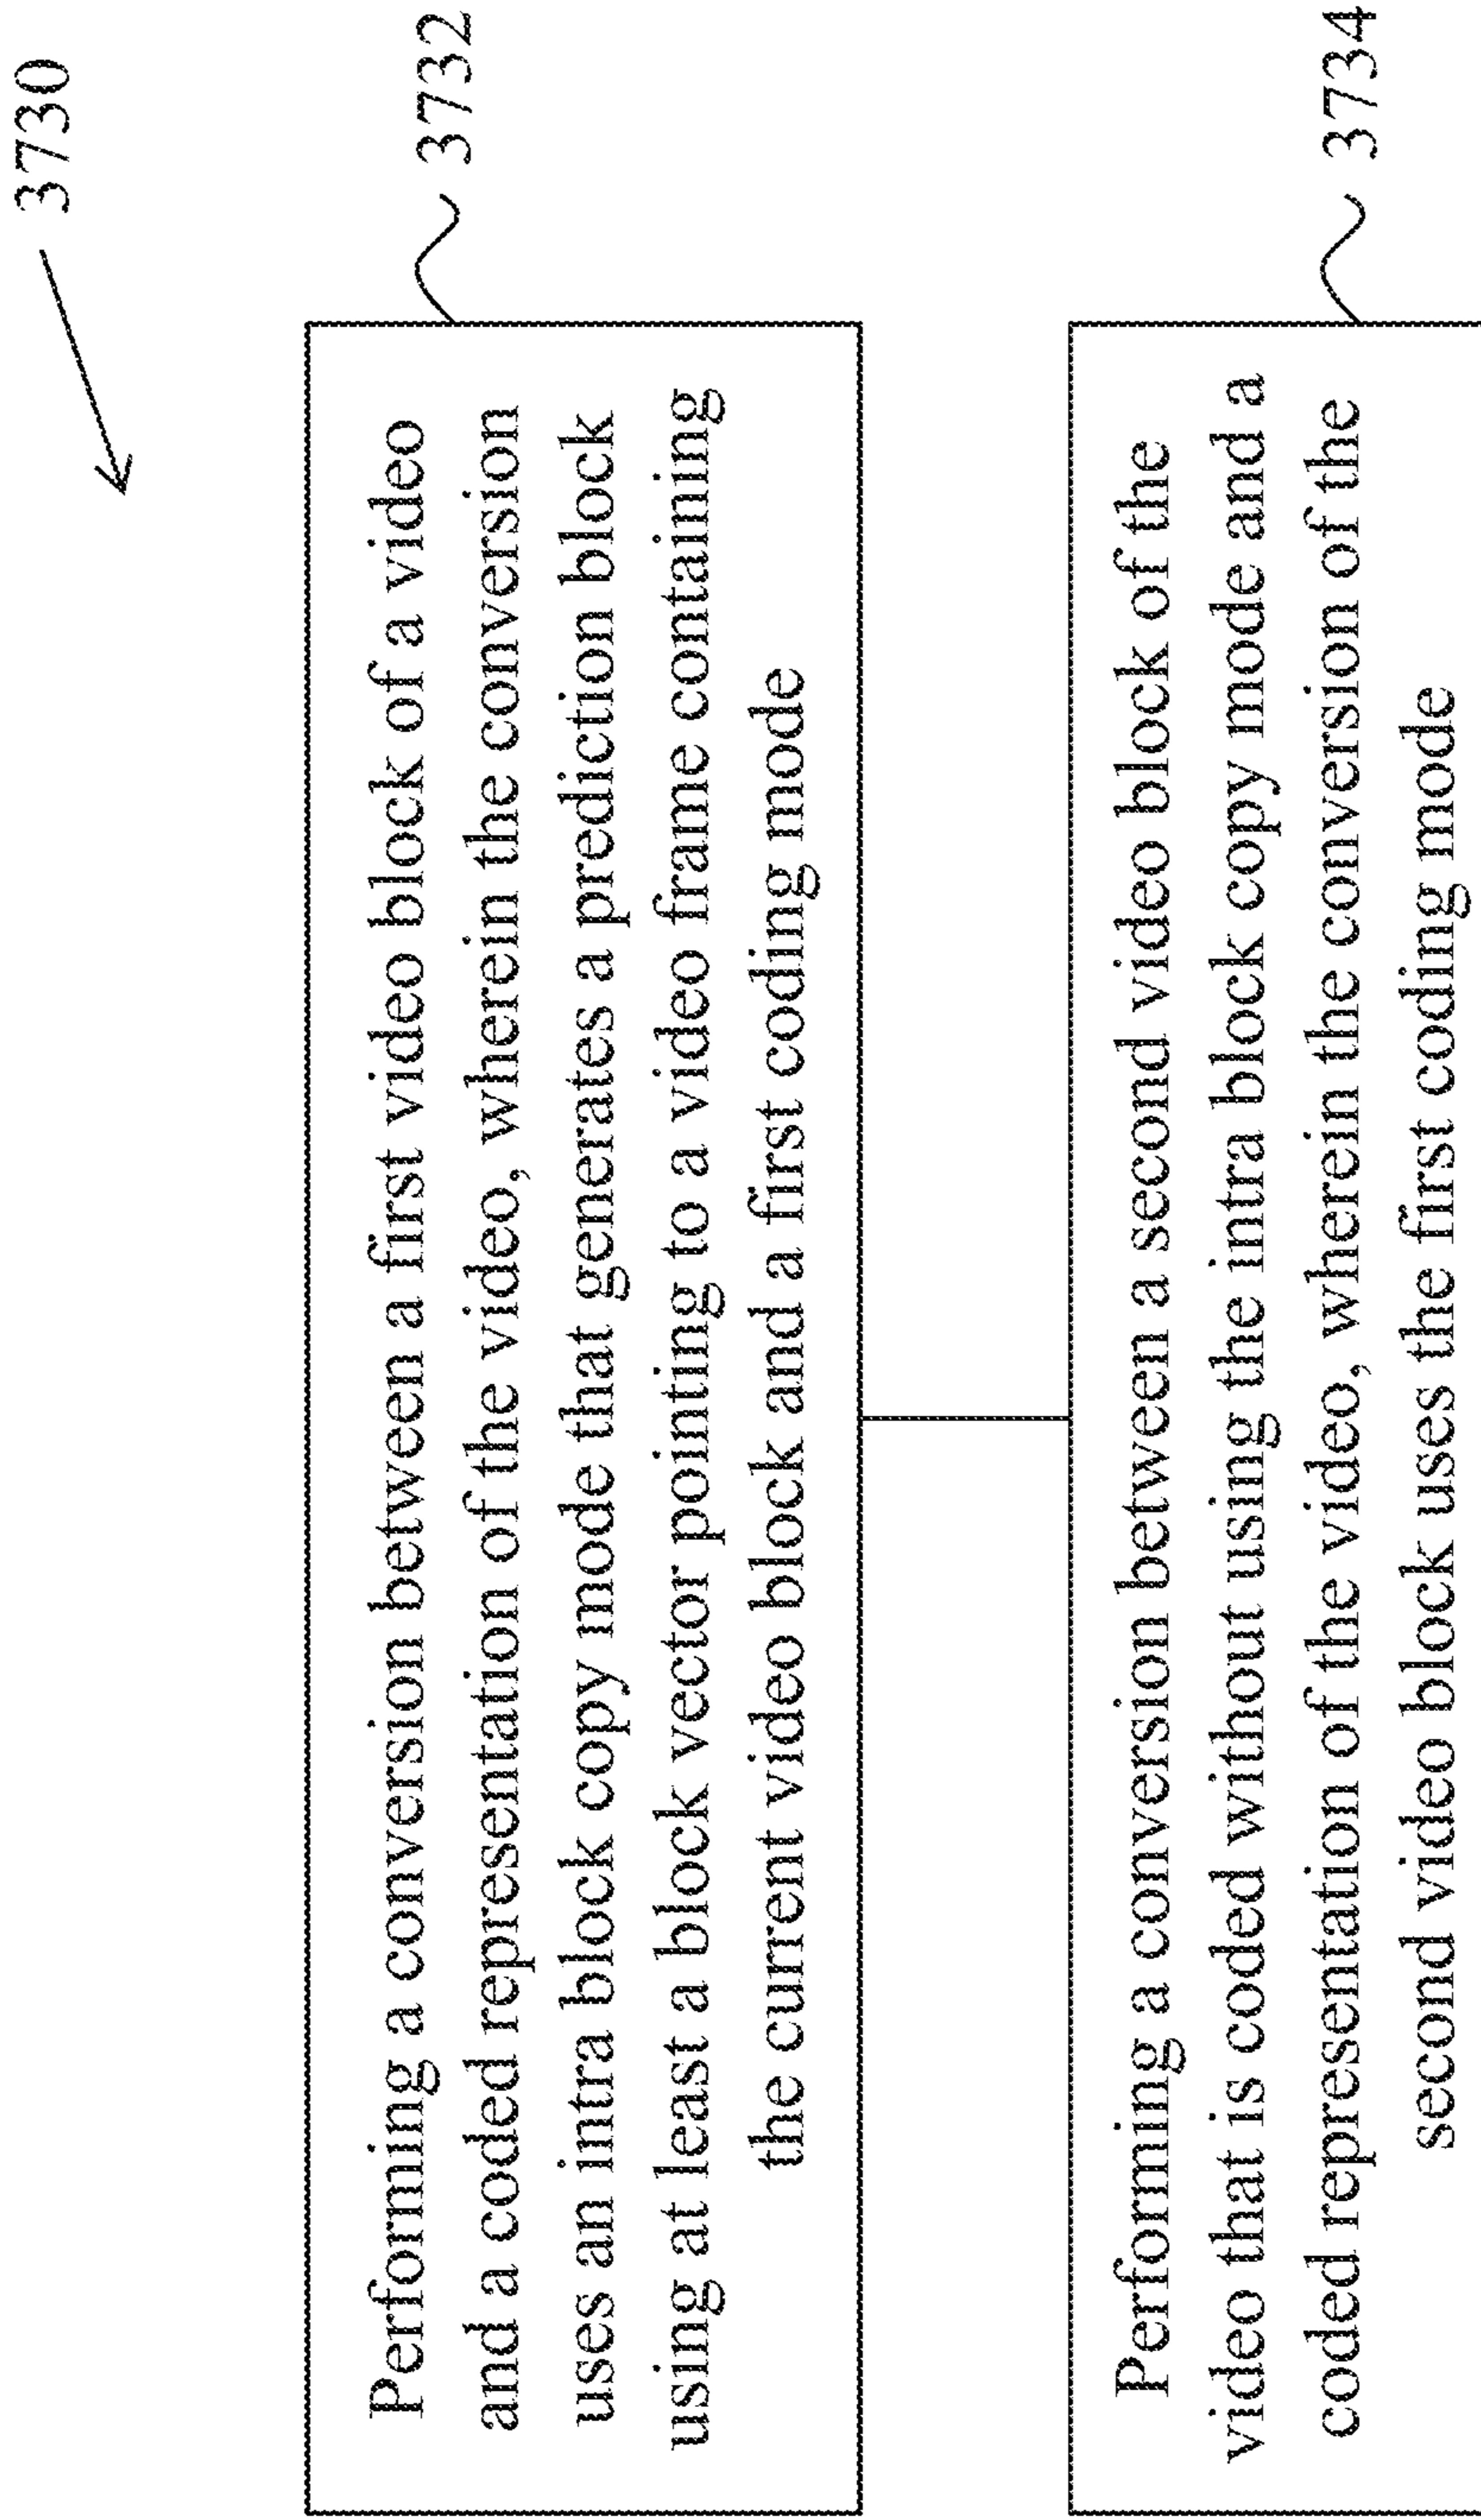 3730
Performing a conversion between a first video block of a video
and a coded representation of the video, wherein the conversion
uses an intra block copy mode that generates a prediction block
using at least a block vector pointing to a video frame containing
the current video block and a first coding mode
3732
Performing a conversion between a second video block of the
video that is coded without using the intra block copy mode and a
coded representation of the video, wherein the conversion of the
second video block uses the first coding mode
3734